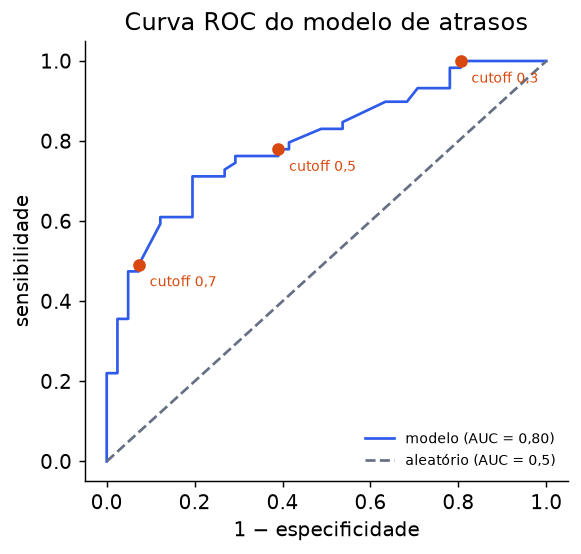 Curva ROC do modelo de atrasos
1.0
0.8
0.6
0.4
0.2
0.0
sensibilidade
cutoff 0,3
cutoff 0,5
cutoff 0,7
modelo (AUC = 0,80)
aleatório (AUC = 0,5)
0.0 0.2 0.4 0.6 0.8 1.0
1 − especificidade